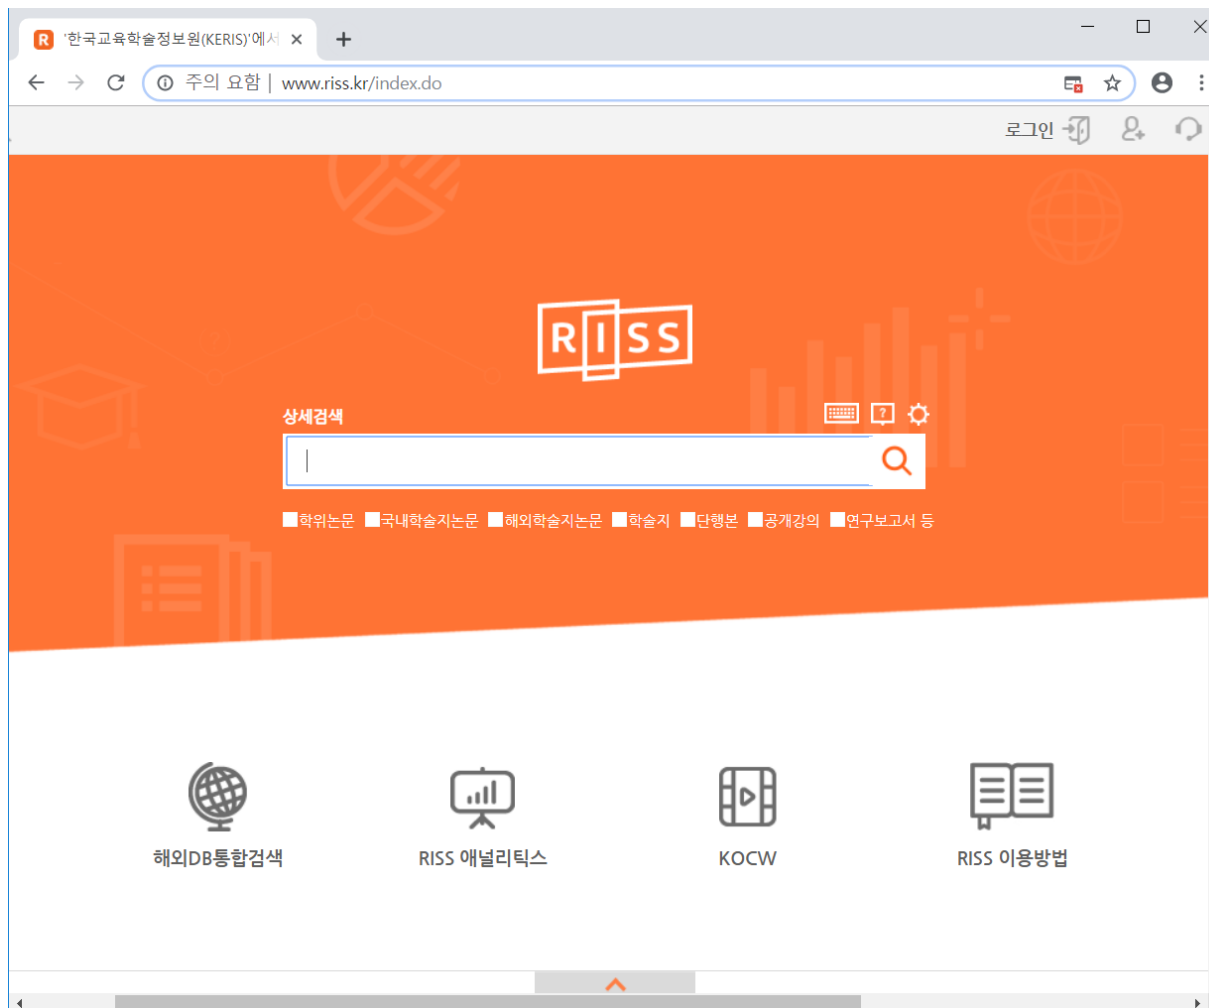 '한국교육학술정보원(KERIS)'에서
주의 요함 | www.riss.kr/index.do
로그인
RISS
상세검색
학위논문 국내학술지논문 해외학술지논문 학술지 단행본 공개강의 연구보고서 등
해외DB통합검색 RISS 애널리틱스 KOCW RISS 이용방법